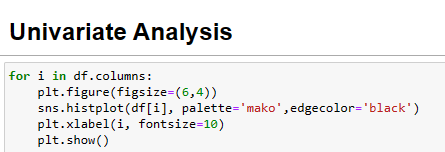 Univariate Analysis
for i in df.columns:
    plt.figure(figsize=(6,4))
    sns.histplot(df[i], palette='mako',edgecolor='black')
    plt.xlabel(i, fontsize=10)
    plt.show()